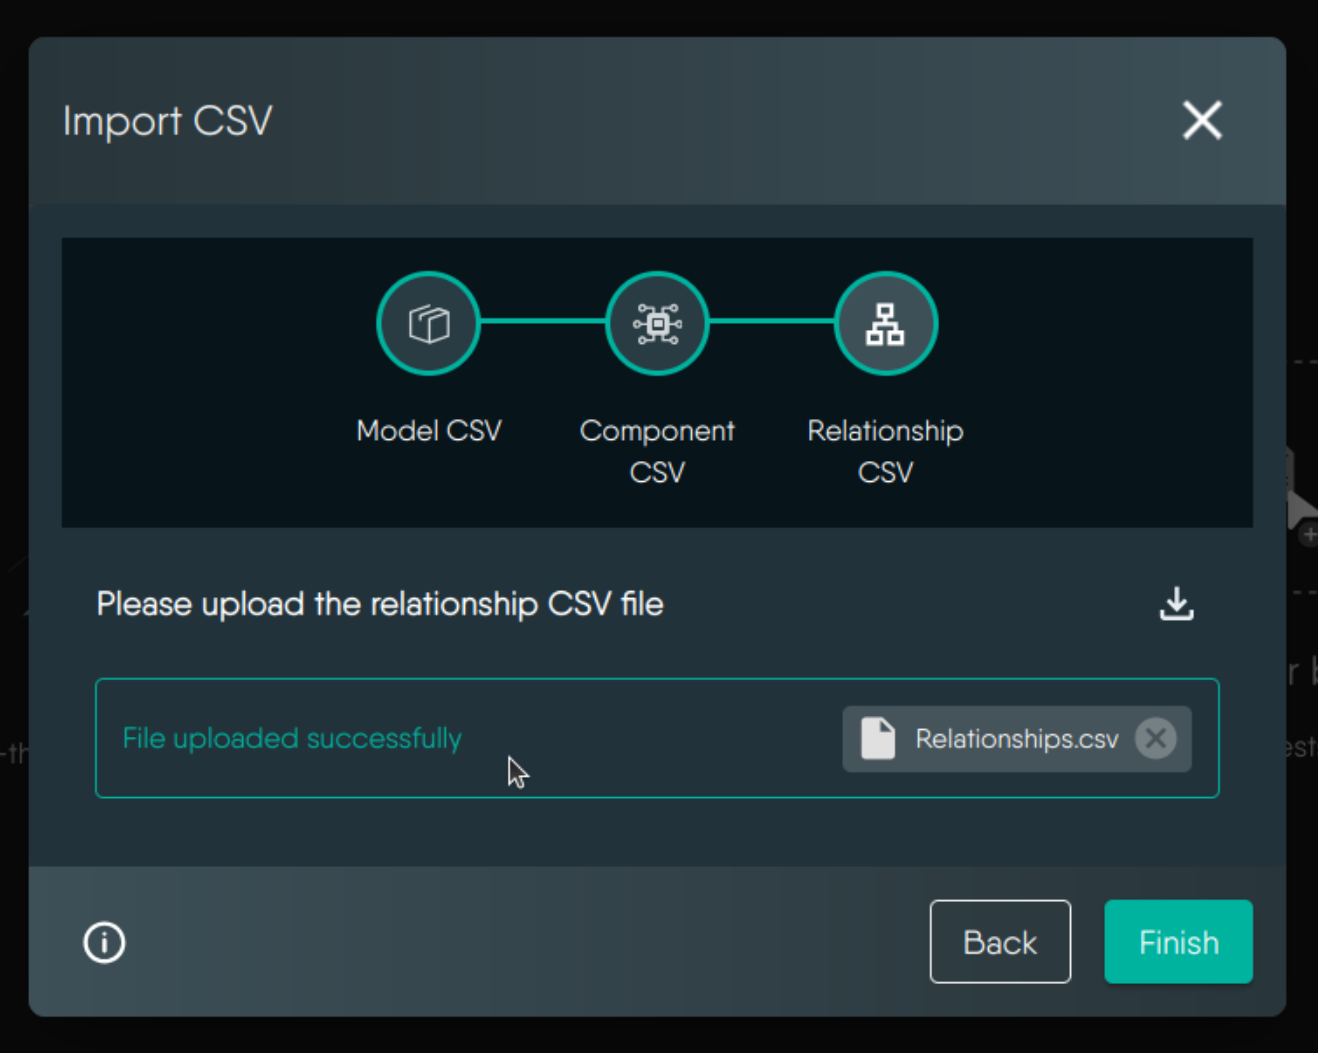 Import CSV
Model CSV
Component
CSV
Relationship
CSV
Please upload the relationship CSV file
File uploaded successfully
Relationships.csv
Back
Finish